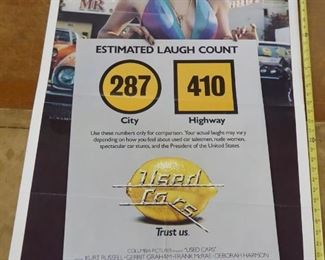 MR
ESTIMATED LAUGH COUNT
287 410
City Highway
Use these numbers only for comparison. Your actual laughs may vary
depending on how you feel about used car salesmen, nude women,
spectacular car stunts, and the President of the United States.
Used
Cars
Trust us.
COLUMBIA PICTURES "USED CARS"
KURT RUSSELL · GERRIT GRAHAM · FRANK McRAE · DEBORAH HARMON